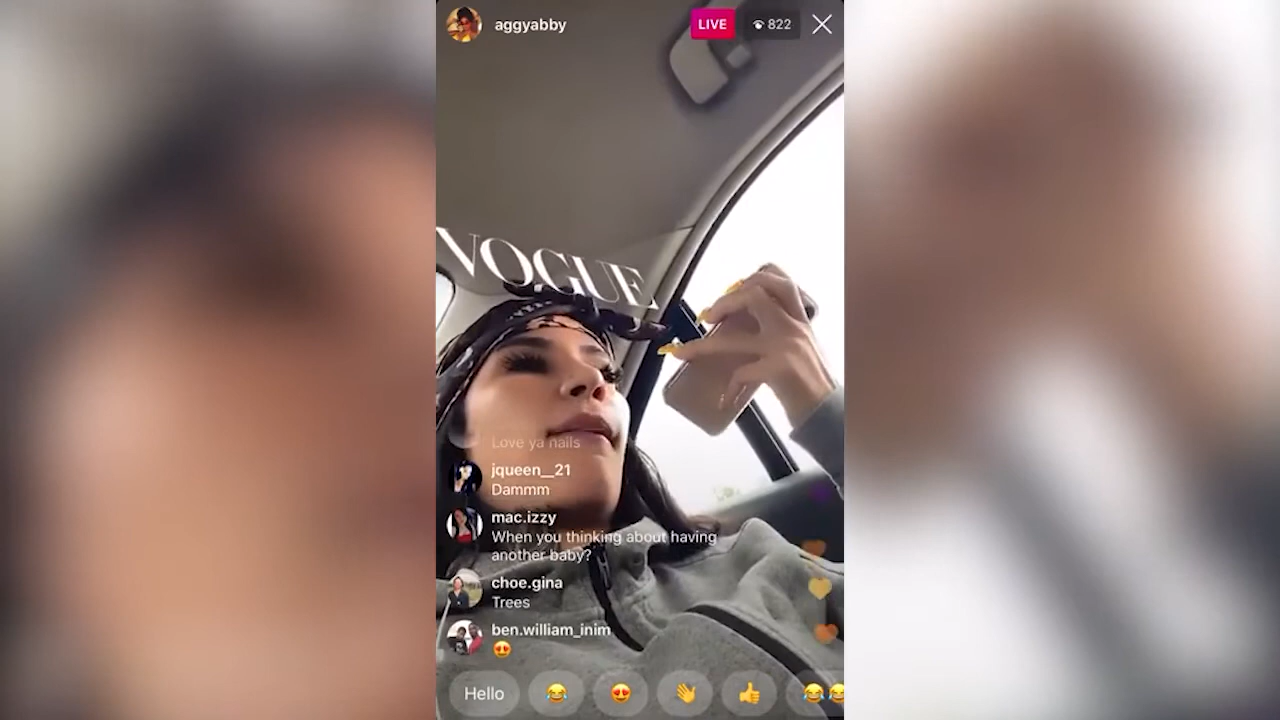 aggyabby
LIVE
822
VOGUE
Love ya nails
jqueen__21
Dammm
mac.izzy
When you thinking about having
another baby?
choe.gina
Trees
ben.william_inim
😍
Hello 😂 😍 👋 👍 😂😂